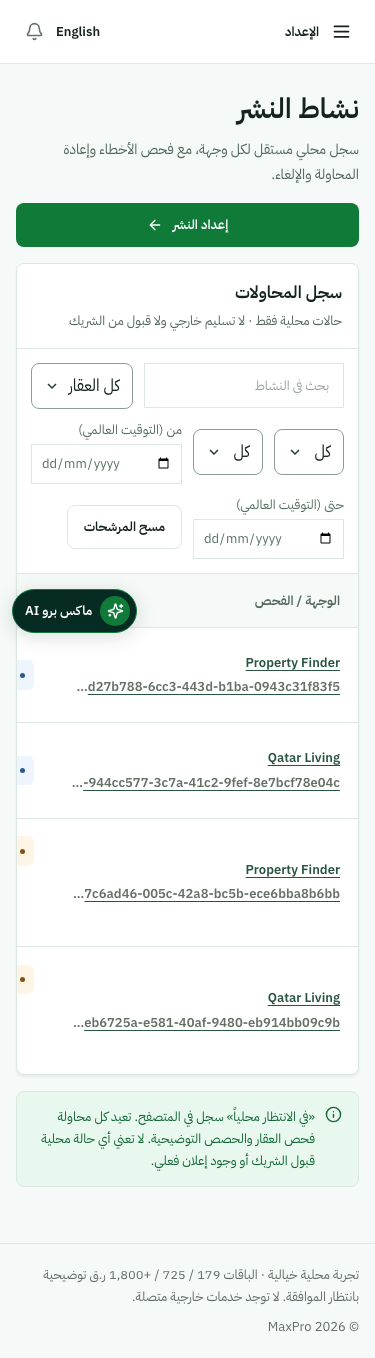 الإعداد
English
نشاط النشر
سجل محلي مستقل لكل وجهة، مع فحص الأخطاء وإعادة
المحاولة والإلغاء.
إعداد النشر
سجل المحاولات
حالات محلية فقط · لا تسليم خارجي ولا قبول من الشريك
بحث في النشاط
كل العقار
كل
كل
من (التوقيت العالمي)
dd/mm/yyyy
حتى (التوقيت العالمي)
dd/mm/yyyy
مسح المرشحات
الوجهة / الفحص
ماكس برو AI
Property Finder
d27b788-6cc3-443d-b1ba-0943c31f83f5...
Qatar Living
-944cc577-3c7a-41c2-9fef-8e7bcf78e04c...
Property Finder
7c6ad46-005c-42a8-bc5b-ece6bba8b6bb...
Qatar Living
eb6725a-e581-40af-9480-eb914bb09c9b...
«في الانتظار محلياً» سجل في المتصفح. تعيد كل محاولة
فحص العقار والحصص التوضيحية. لا تعني أي حالة محلية
قبول الشريك أو وجود إعلان فعلي.
تجربة محلية خيالية · الباقات 179 / 725 / +1,800 ر.ق توضيحية
بانتظار الموافقة. لا توجد خدمات خارجية متصلة.
© 2026 MaxPro